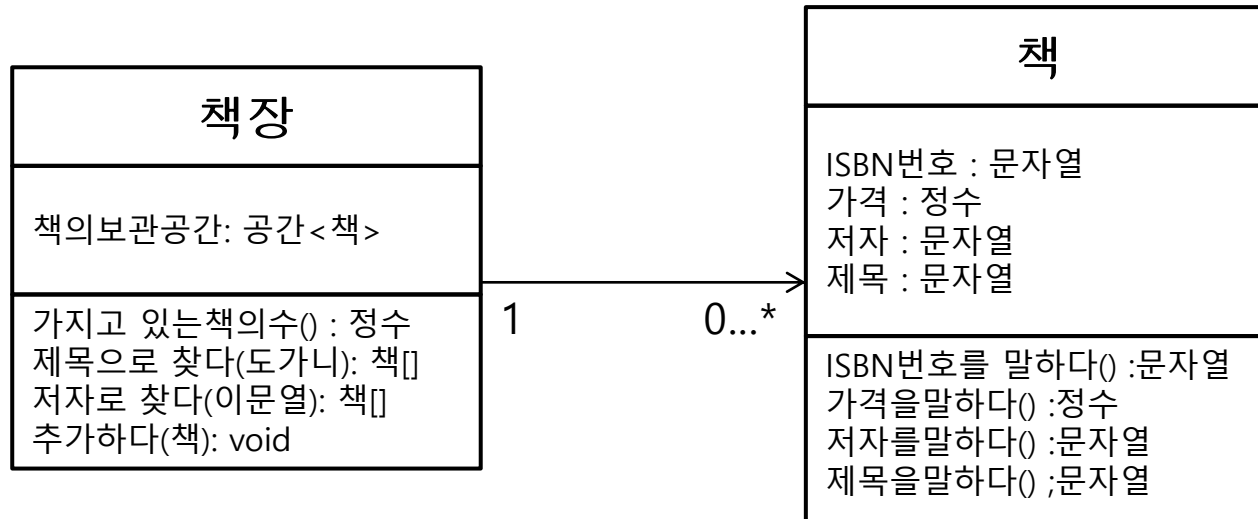 책장
책의보관공간: 공간<책>
가지고 있는책의수() : 정수
제목으로 찾다(도가니): 책[]
저자로 찾다(이문열): 책[]
추가하다(책): void
1
0...*
책
ISBN번호 : 문자열
가격 : 정수
저자 : 문자열
제목 : 문자열
ISBN번호를 말하다() :문자열
가격을말하다() :정수
저자를말하다() :문자열
제목을말하다() ;문자열